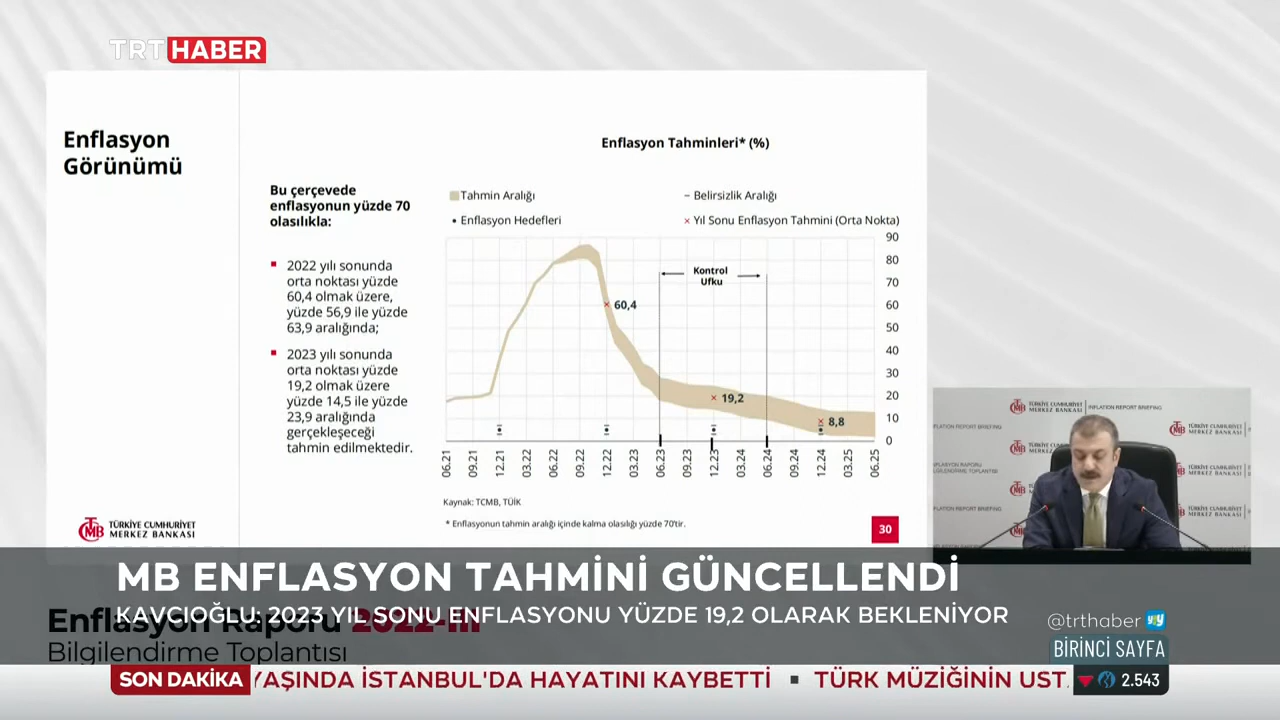 TRT HABER
Enflasyon
Görünümü
Enflasyon Tahminleri* (%)
Bu çerçevede
enflasyonun yüzde 70
olasılıkla:
2022 yılı sonunda
orta noktası yüzde
60,4 olmak üzere,
yüzde 56,9 ile yüzde
63,9 aralığında;
2023 yılı sonunda
orta noktası yüzde
19,2 olmak üzere
yüzde 14,5 ile yüzde
23,9 aralığında
gerçekleşeceği
tahmin edilmektedir.
Tahmin Aralığı
Belirsizlik Aralığı
Enflasyon Hedefleri
Yıl Sonu Enflasyon Tahmini (Orta Nokta)
90
80
70
60
50
40
30
20
10
0
Kontrol
Ufku
60,4
19,2
8,8
06.21 09.21 12.21 03.22 06.22 09.22 12.22 03.23 06.23 09.23 12.23 03.24 06.24 09.24 12.24 03.25 06.25
Kaynak: TCMB, TÜİK
* Enflasyonun tahmin aralığı içinde kalma olasılığı yüzde 70'tir.
TÜRKİYE CUMHURİYET
MERKEZ BANKASI
30
TÜRKİYE CUMHURİYET
MERKEZ BANKASI
INFLATION REPORT BRIEFING
MB ENFLASYON TAHMİNİ GÜNCELLENDİ
KAVCIOĞLU: 2023 YIL SONU ENFLASYONU YÜZDE 19,2 OLARAK BEKLENİYOR
Enflasyon Raporu 2022-III
Bilgilendirme Toplantısı
@trthaber
BİRİNCİ SAYFA
SON DAKİKA
YAŞINDA İSTANBUL'DA HAYATINI KAYBETTİ ▪ TÜRK MÜZİĞİNİN UST
2.543